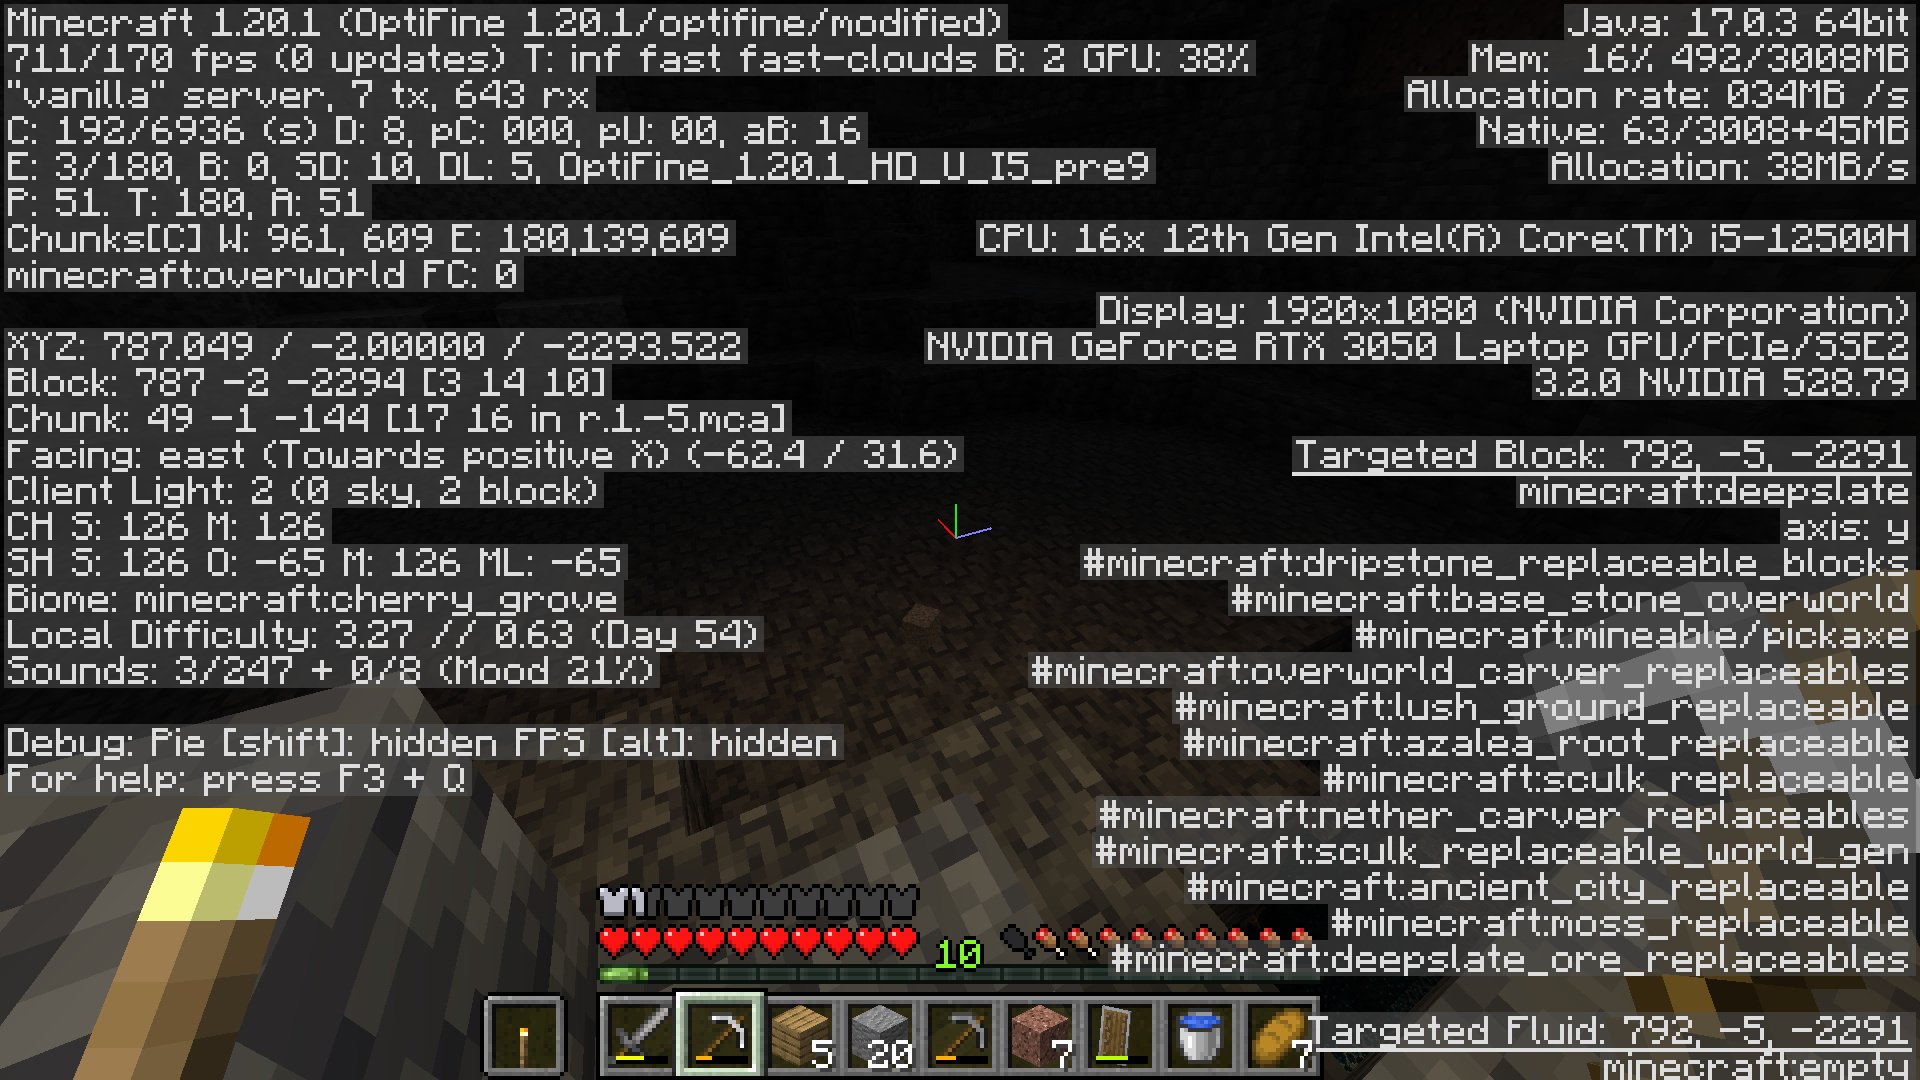 Minecraft 1.20.1 (OptiFine 1.20.1/optifine/modified)
711/170 fps (0 updates) T: inf fast fast-clouds B: 2 GPU: 38%
"vanilla" server, 7 tx, 643 rx
C: 192/6936 (s) D: 8, pC: 000, pU: 00, aB: 16
E: 3/180, B: 0, SD: 10, DL: 5, OptiFine_1.20.1_HD_U_I5_pre9
P: 51. T: 180, A: 51
Chunks[C] W: 961, 609 E: 180,139,609
minecraft:overworld FC: 0
XYZ: 787.049 / -2.00000 / -2293.522
Block: 787 -2 -2294 [3 14 10]
Chunk: 49 -1 -144 [17 16 in r.1.-5.mca]
Facing: east (Towards positive X) (-62.4 / 31.6)
Client Light: 2 (0 sky, 2 block)
CH S: 126 M: 126
SH S: 126 O: -65 M: 126 ML: -65
Biome: minecraft:cherry_grove
Local Difficulty: 3.27 // 0.63 (Day 54)
Sounds: 3/247 + 0/8 (Mood 21%)
Debug: Pie [shift]: hidden FPS [alt]: hidden
For help: press F3 + Q
Java: 17.0.3 64bit
Mem: 16% 492/3008MB
Allocation rate: 034MB /s
Native: 63/3008+45MB
Allocation: 38MB/s
CPU: 16x 12th Gen Intel(R) Core(TM) i5-12500H
Display: 1920x1080 (NVIDIA Corporation)
NVIDIA GeForce RTX 3050 Laptop GPU/PCIe/SSE2
3.2.0 NVIDIA 528.79
Targeted Block: 792, -5, -2291
minecraft:deepslate
axis: y
#minecraft:dripstone_replaceable_blocks
#minecraft:base_stone_overworld
#minecraft:mineable/pickaxe
#minecraft:overworld_carver_replaceables
#minecraft:lush_ground_replaceable
#minecraft:azalea_root_replaceable
#minecraft:sculk_replaceable
#minecraft:nether_carver_replaceables
#minecraft:sculk_replaceable_world_gen
#minecraft:ancient_city_replaceable
#minecraft:moss_replaceable
#minecraft:deepslate_ore_replaceables
Targeted Fluid: 792, -5, -2291
minecraft:empty
10
5 20 7 7